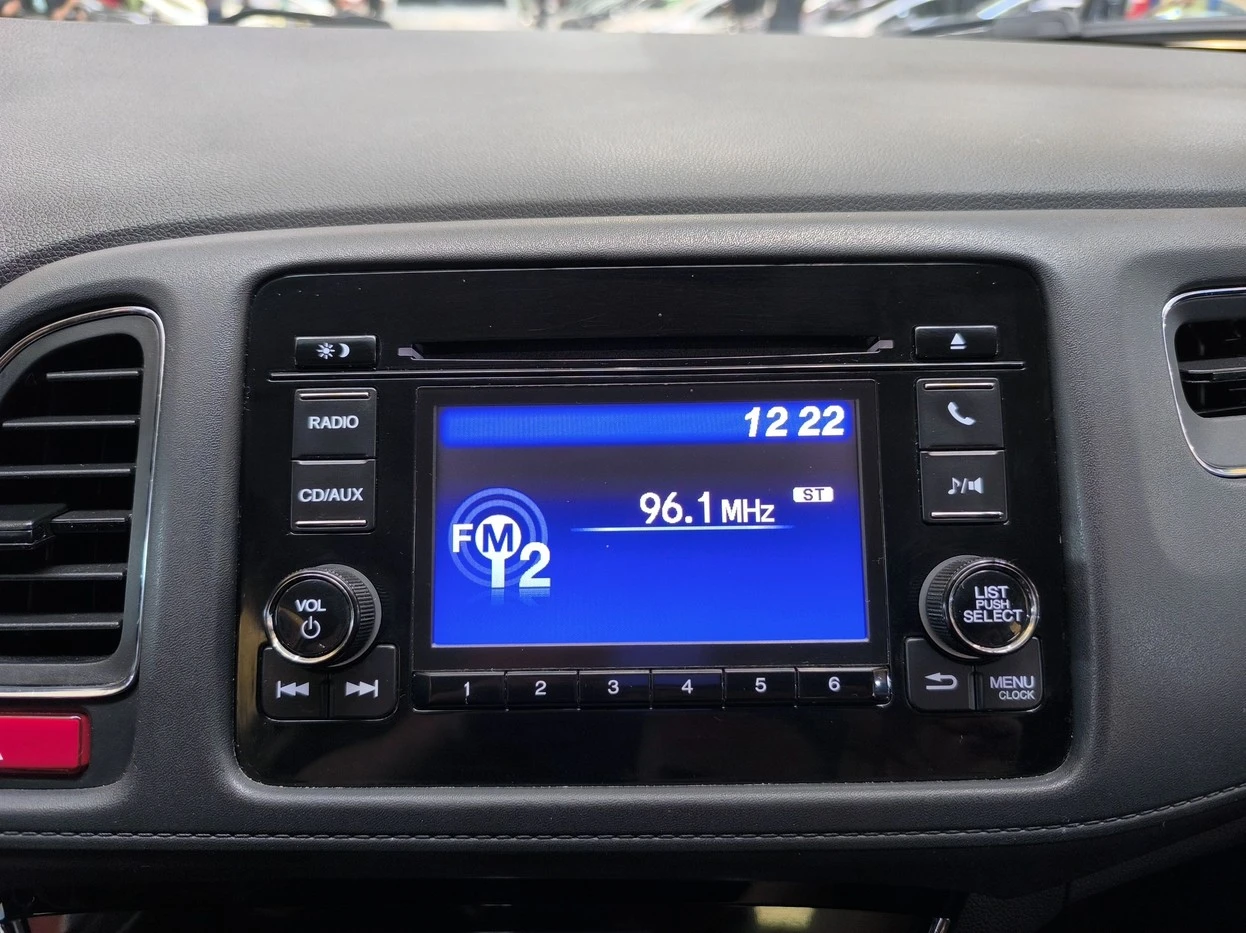 12 22
RADIO
CD/AUX
96.1 MHz
ST
FM
2
VOL
LIST
PUSH
SELECT
1 2 3 4 5 6
MENU
CLOCK